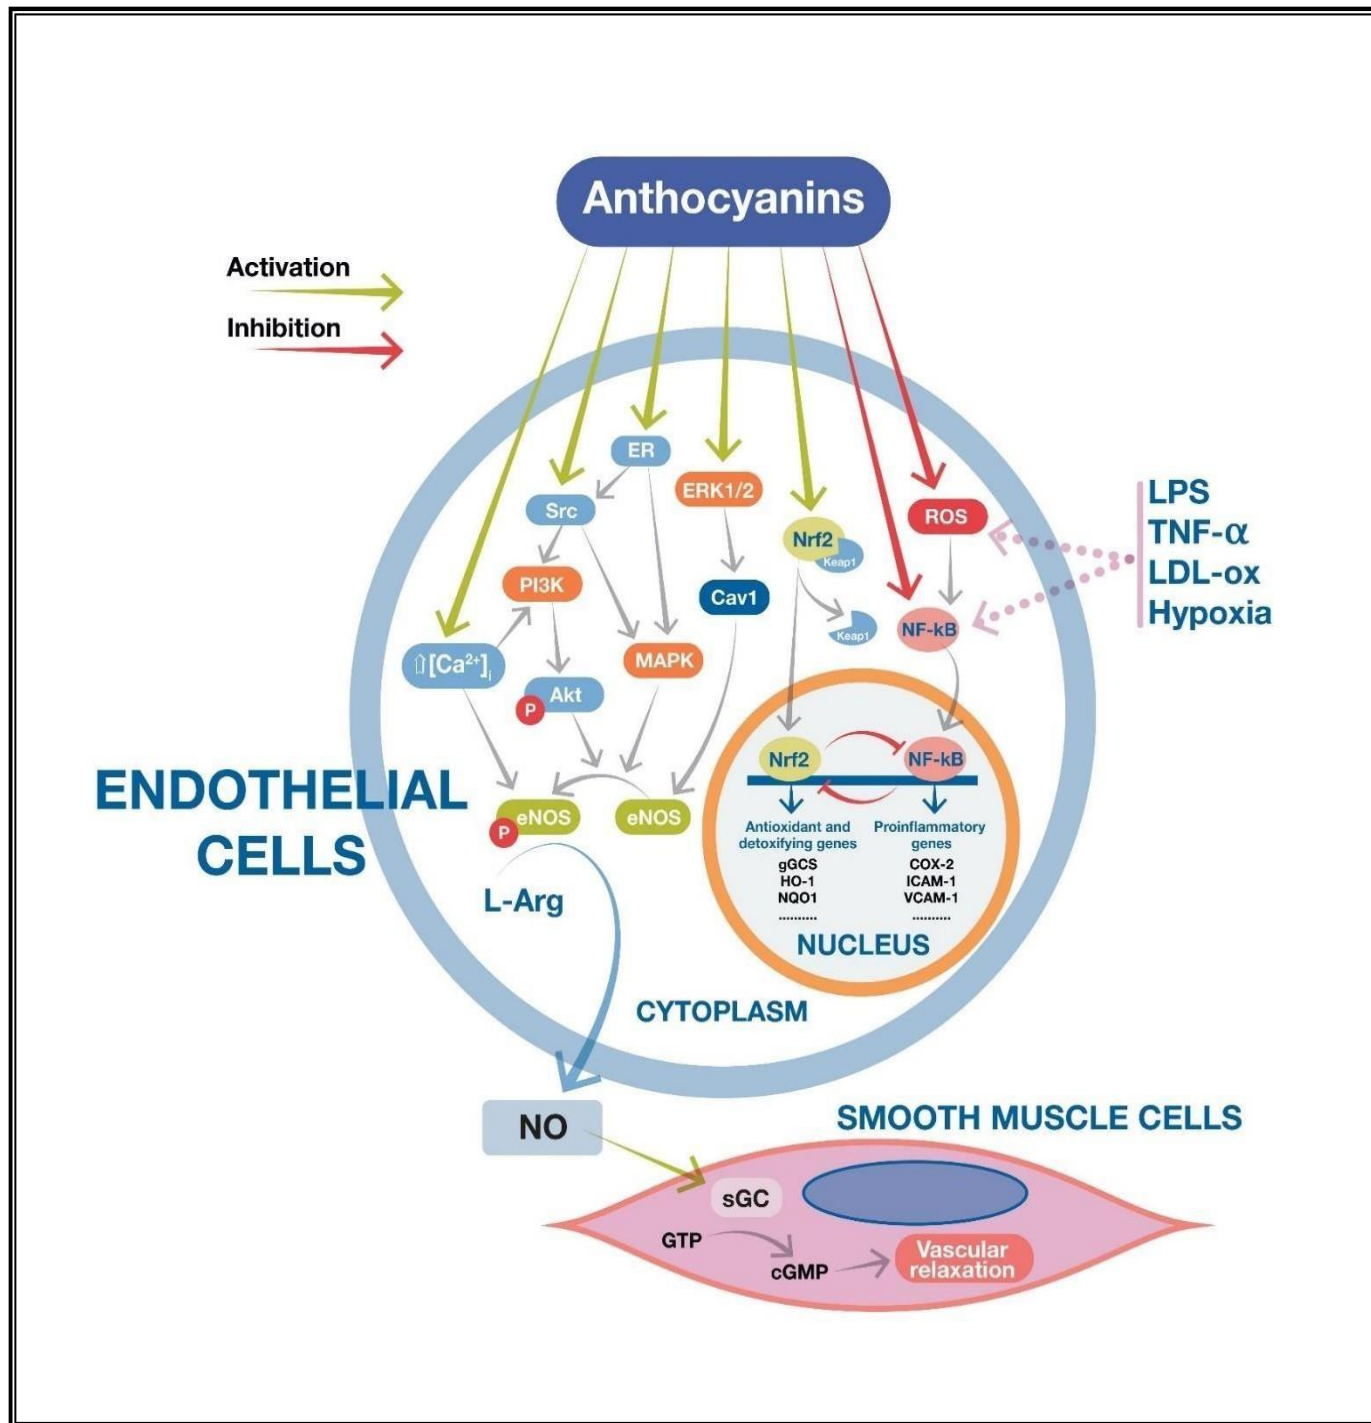 Anthocyanins
Activation
Inhibition
ER
ERK1/2
Src
Nrf2
Keap1
ROS
LPS
TNF-α
LDL-ox
Hypoxia
PI3K
Cav1
Keap1
NF-kB
⇧[Ca²⁺]ᵢ
MAPK
Akt
P
ENDOTHELIAL
CELLS
eNOS
P
eNOS
L-Arg
Nrf2
NF-kB
Antioxidant and
detoxifying genes
gGCS
HO-1
NQO1
..........
Proinflammatory
genes
COX-2
ICAM-1
VCAM-1
..........
NUCLEUS
CYTOPLASM
NO
SMOOTH MUSCLE CELLS
sGC
GTP
cGMP
Vascular
relaxation